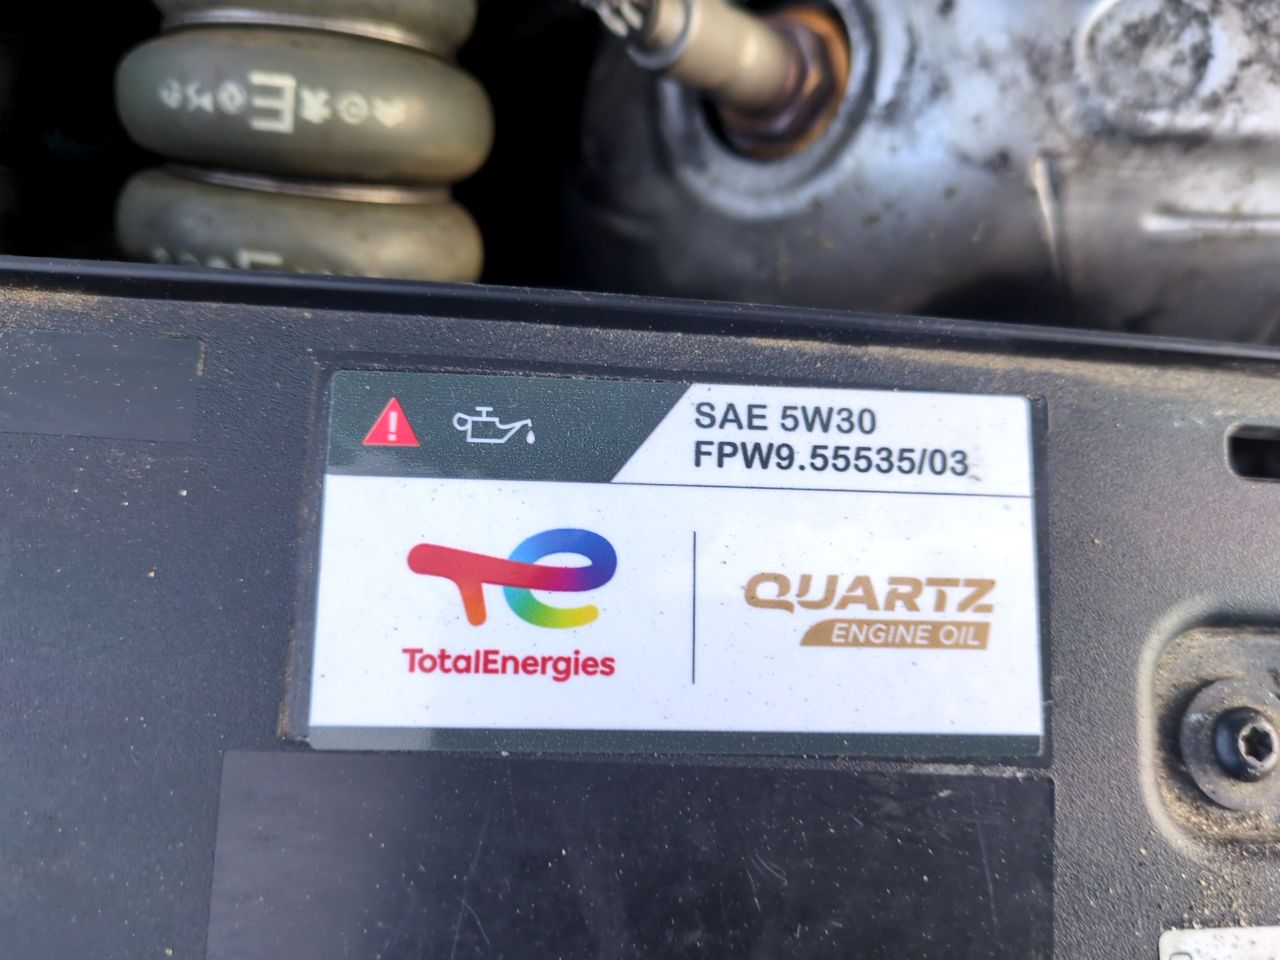 SAE 5W30
FPW9.55535/03
TotalEnergies
QUARTZ
ENGINE OIL